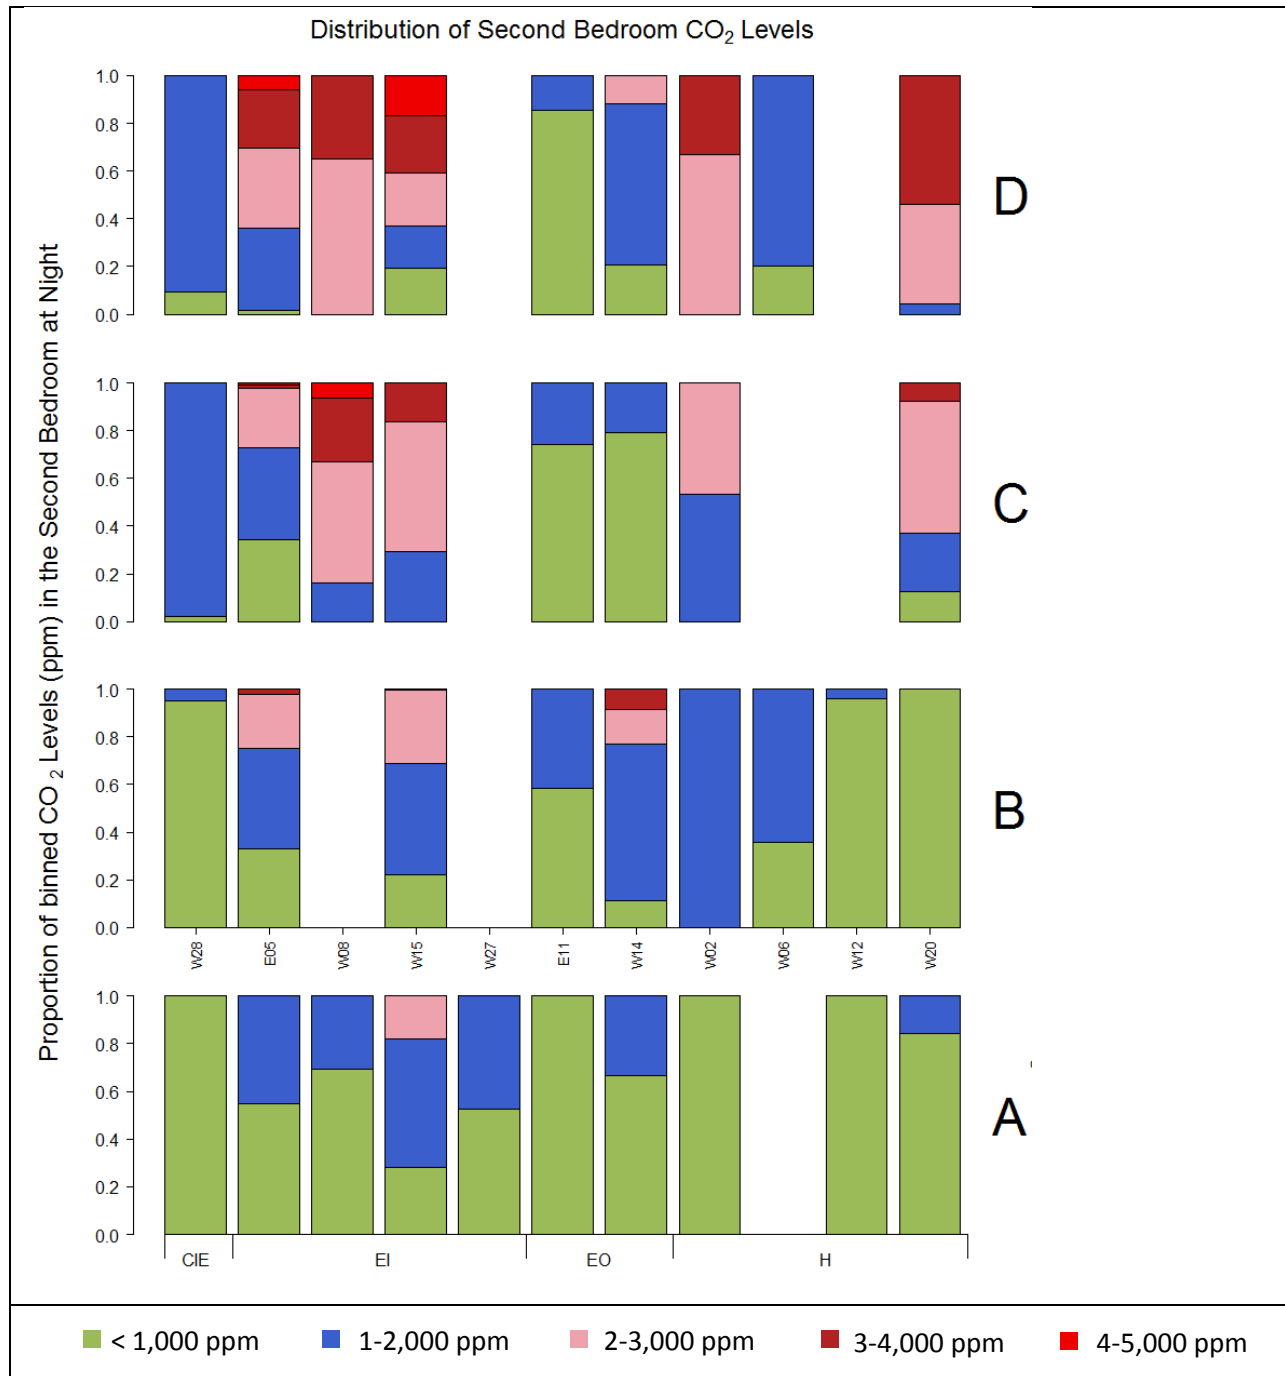 Distribution of Second Bedroom CO₂ Levels
Proportion of binned CO ₂ Levels (ppm) in the Second Bedroom at Night
1.0
0.8
0.6
0.4
0.2
0.0
D
1.0
0.8
0.6
0.4
0.2
0.0
C
1.0
0.8
0.6
0.4
0.2
0.0
B
W28 E05 W08 W15 W27 E11 W14 W02 W06 W12 W20
1.0
0.8
0.6
0.4
0.2
0.0
A
CIE EI EO H
< 1,000 ppm 1-2,000 ppm 2-3,000 ppm 3-4,000 ppm 4-5,000 ppm